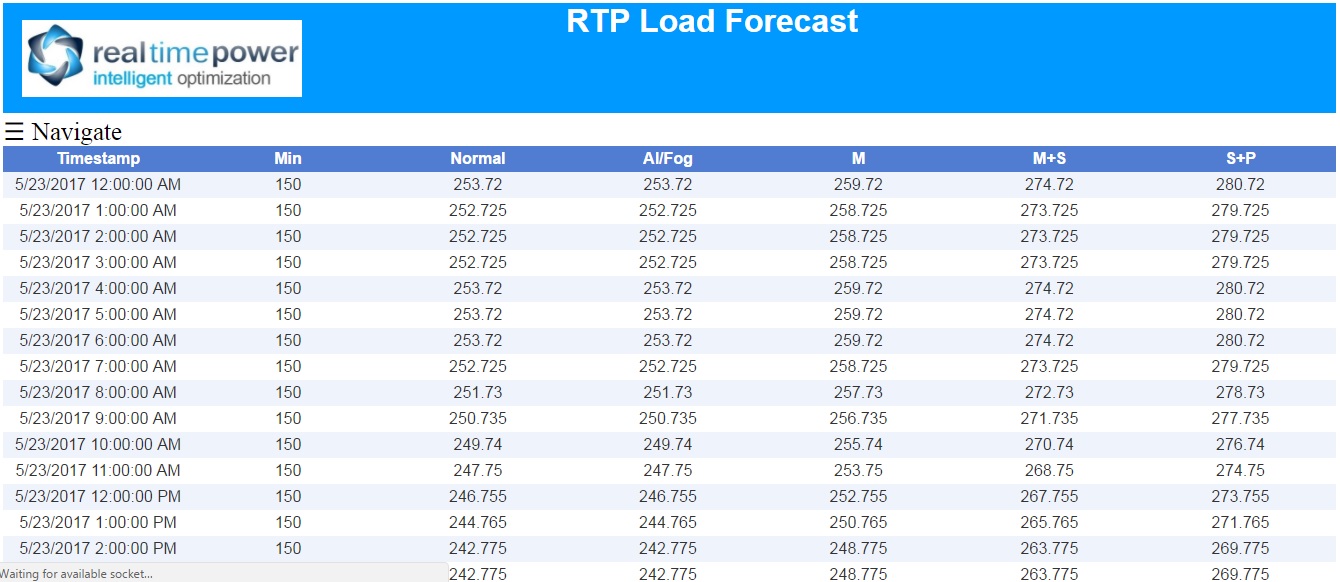 RTP Load Forecast
realtimepower
intelligent optimization
☰ Navigate
Timestamp Min Normal AI/Fog M M+S S+P
5/23/2017 12:00:00 AM 150 253.72 253.72 259.72 274.72 280.72
5/23/2017 1:00:00 AM 150 252.725 252.725 258.725 273.725 279.725
5/23/2017 2:00:00 AM 150 252.725 252.725 258.725 273.725 279.725
5/23/2017 3:00:00 AM 150 252.725 252.725 258.725 273.725 279.725
5/23/2017 4:00:00 AM 150 253.72 253.72 259.72 274.72 280.72
5/23/2017 5:00:00 AM 150 253.72 253.72 259.72 274.72 280.72
5/23/2017 6:00:00 AM 150 253.72 253.72 259.72 274.72 280.72
5/23/2017 7:00:00 AM 150 252.725 252.725 258.725 273.725 279.725
5/23/2017 8:00:00 AM 150 251.73 251.73 257.73 272.73 278.73
5/23/2017 9:00:00 AM 150 250.735 250.735 256.735 271.735 277.735
5/23/2017 10:00:00 AM 150 249.74 249.74 255.74 270.74 276.74
5/23/2017 11:00:00 AM 150 247.75 247.75 253.75 268.75 274.75
5/23/2017 12:00:00 PM 150 246.755 246.755 252.755 267.755 273.755
5/23/2017 1:00:00 PM 150 244.765 244.765 250.765 265.765 271.765
5/23/2017 2:00:00 PM 150 242.775 242.775 248.775 263.775 269.775
Waiting for available socket... 242.775 242.775 248.775 263.775 269.775